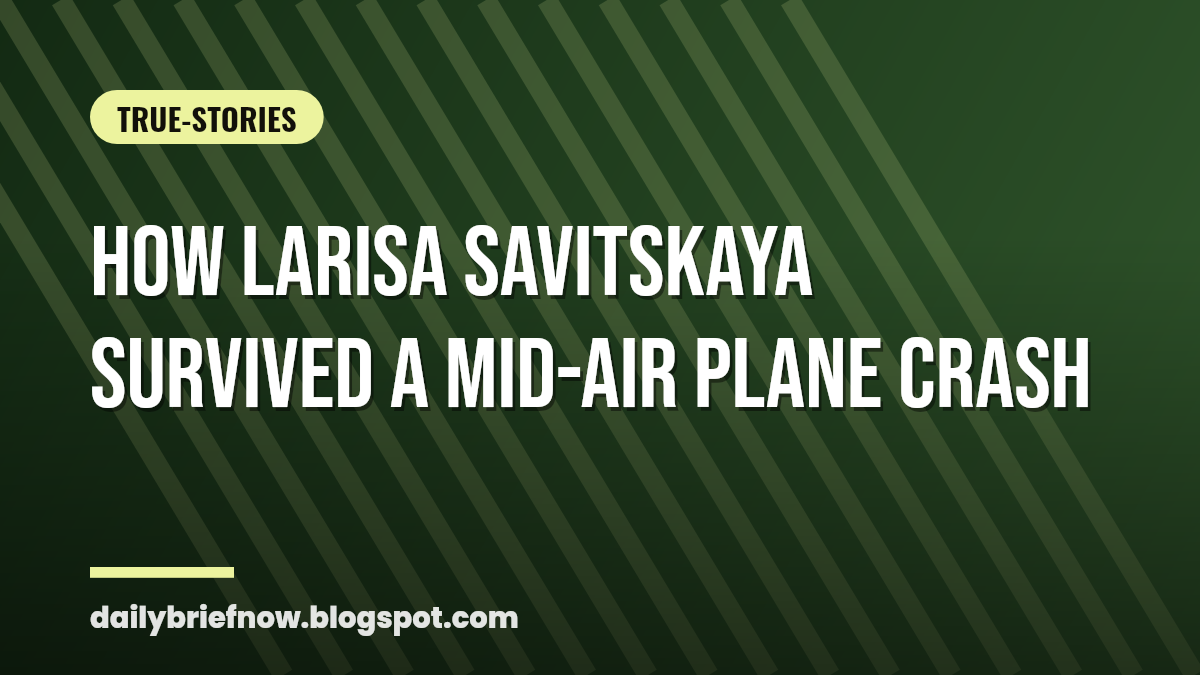 TRUE-STORIES
HOW LARISA SAVITSKAYA
SURVIVED A MID-AIR PLANE CRASH
dailybriefnow.blogspot.com